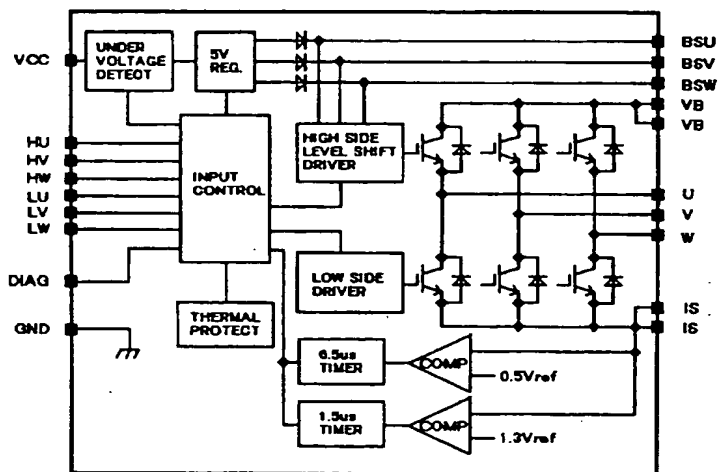 VCC
UNDER
VOLTAGE
DETECT
5V
REG.
BSU
BSV
BSW
VB
VB
HU
HV
HW
LU
LV
LW
INPUT
CONTROL
HIGH SIDE
LEVEL SHIFT
DRIVER
U
V
W
DIAG
LOW SIDE
DRIVER
GND
THERMAL
PROTECT
IS
IS
6.5us
TIMER
COMP
0.5Vref
1.5us
TIMER
COMP
1.3Vref